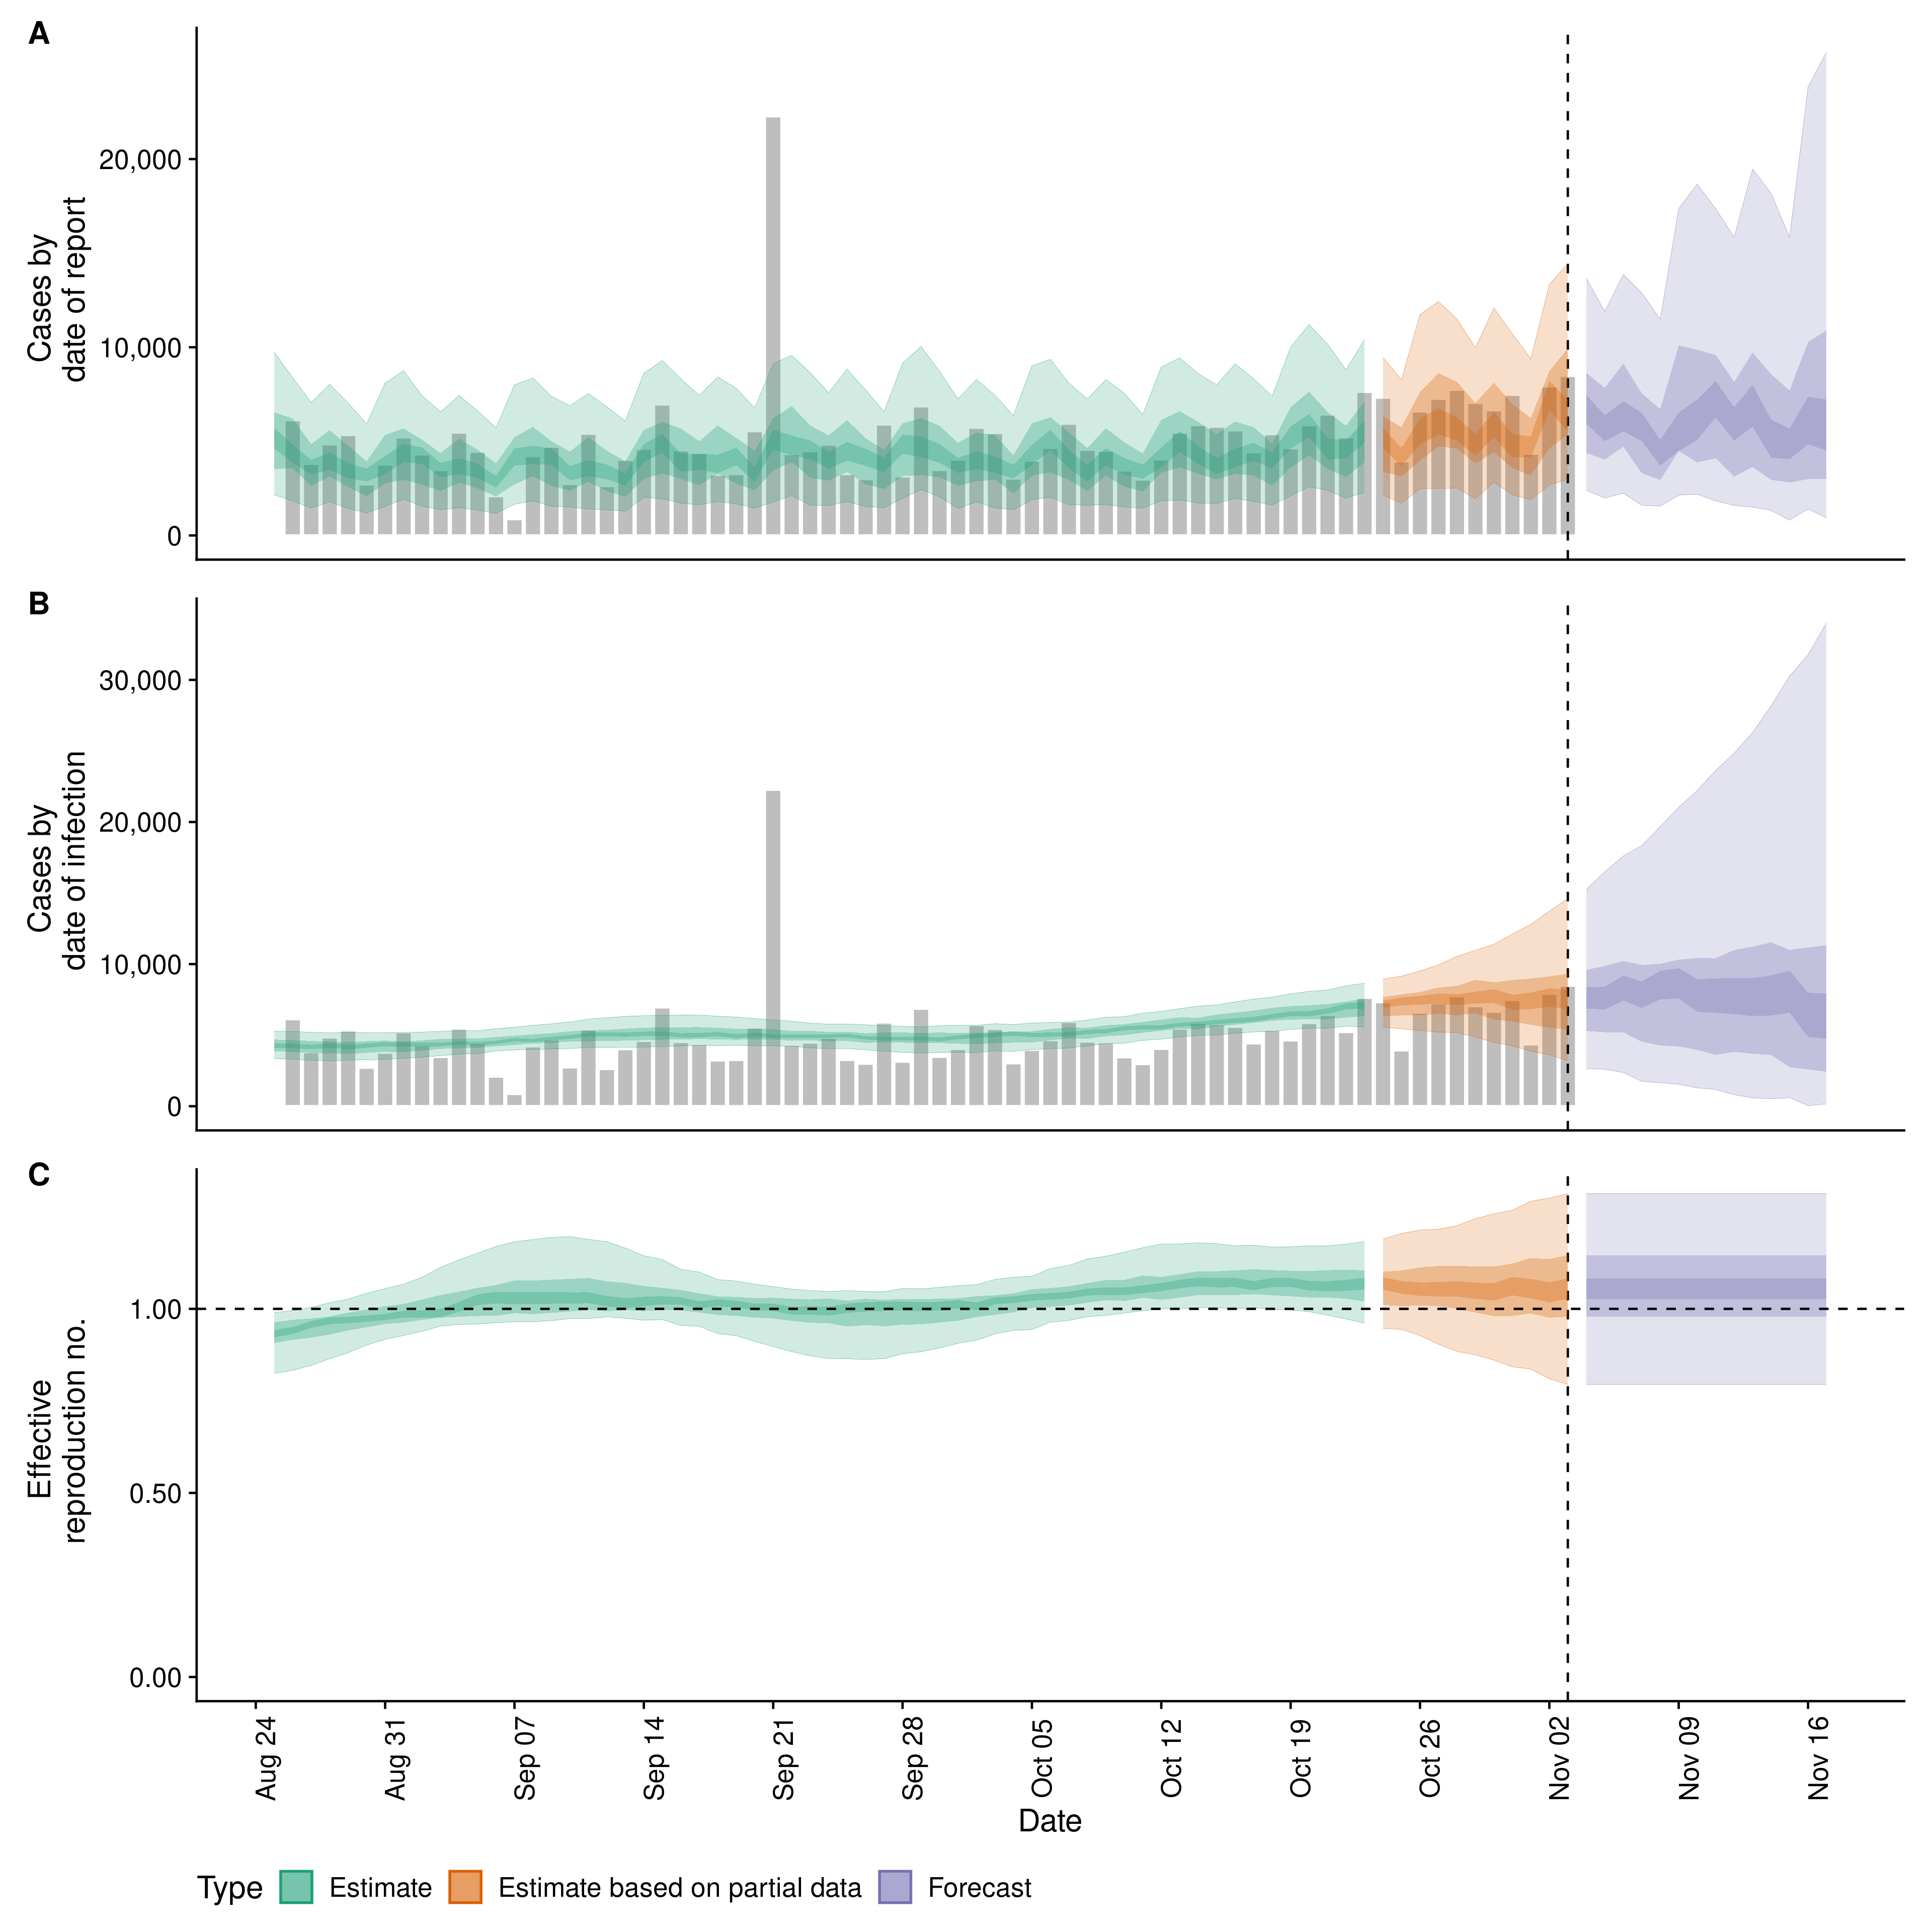 A
Cases by
date of report
20,000
10,000
0
B
Cases by
date of infection
30,000
20,000
10,000
0
C
Effective
reproduction no.
1.00
0.50
0.00
Aug 24
Aug 31
Sep 07
Sep 14
Sep 21
Sep 28
Oct 05
Oct 12
Oct 19
Oct 26
Nov 02
Nov 09
Nov 16
Date
Type Estimate Estimate based on partial data Forecast